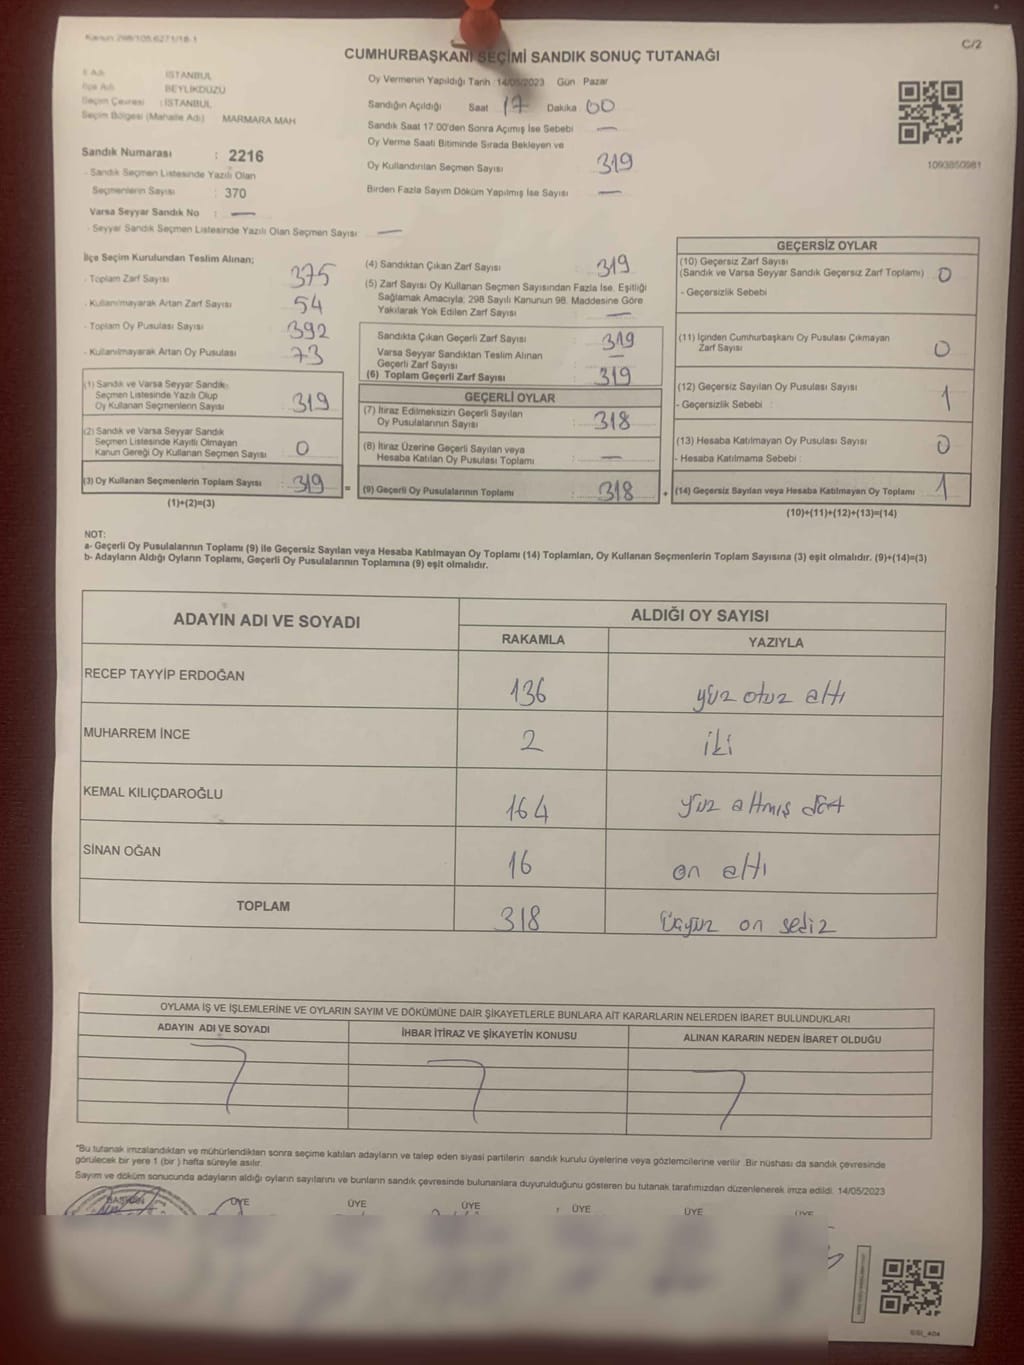 Kanun 298/105.6271/18-1
C/2
CUMHURBAŞKANI SEÇİMİ SANDIK SONUÇ TUTANAĞI
İl Adı İSTANBUL
İlçe Adı BEYLİKDÜZÜ
Seçim Çevresi : İSTANBUL
Seçim Bölgesi (Mahalle Adı) MARMARA MAH
Sandık Numarası : 2216
- Sandık Seçmen Listesinde Yazılı Olan
Seçmenlerin Sayısı : 370
Varsa Seyyar Sandık No : —
- Seyyar Sandık Seçmen Listesinde Yazılı Olan Seçmen Sayısı —
Oy Vermenin Yapıldığı Tarih 14/05/2023 Gün Pazar
Sandığın Açıldığı Saat 17 Dakika 00
Sandık Saat 17:00'den Sonra Açımış İse Sebebi —
Oy Verme Saati Bitiminde Sırada Bekleyen ve
Oy Kullandırılan Seçmen Sayısı 319
Birden Fazla Sayım Döküm Yapılmış İse Sayısı —
1093850981
İlçe Seçim Kurulundan Teslim Alınan;
- Toplam Zarf Sayısı 375
- Kullanılmayarak Artan Zarf Sayısı 54
- Toplam Oy Pusulası Sayısı 392
- Kullanılmayarak Artan Oy Pusulası 73
(1) Sandık ve Varsa Seyyar Sandık
Seçmen Listesinde Yazılı Olup
Oy Kullanan Seçmenlerin Sayısı : 319
(2) Sandık ve Varsa Seyyar Sandık
Seçmen Listesinde Kayıtlı Olmayan
Kanun Gereği Oy Kullanan Seçmen Sayısı : 0
(3) Oy Kullanan Seçmenlerin Toplam Sayısı : 319 =
(1)+(2)=(3)
(4) Sandıktan Çıkan Zarf Sayısı 319
(5) Zarf Sayısı Oy Kullanan Seçmen Sayısından Fazla İse, Eşitliği
Sağlamak Amacıyla; 298 Sayılı Kanunun 98. Maddesine Göre
Yakılarak Yok Edilen Zarf Sayısı —
Sandıkta Çıkan Geçerli Zarf Sayısı : 319
Varsa Seyyar Sandıktan Teslim Alınan
Geçerli Zarf Sayısı —
(6) Toplam Geçerli Zarf Sayısı 319
GEÇERLİ OYLAR
(7) İtiraz Edilmeksizin Geçerli Sayılan
Oy Pusulalarının Sayısı : 318
(8) İtiraz Üzerine Geçerli Sayılan veya
Hesaba Katılan Oy Pusulası Toplamı : —
(9) Geçerli Oy Pusulalarının Toplamı : 318 +
GEÇERSİZ OYLAR
(10) Geçersiz Zarf Sayısı
(Sandık ve Varsa Seyyar Sandık Geçersiz Zarf Toplamı) 0
- Geçersizlik Sebebi
(11) İçinden Cumhurbaşkanı Oy Pusulası Çıkmayan
Zarf Sayısı 0
(12) Geçersiz Sayılan Oy Pusulası Sayısı 1
- Geçersizlik Sebebi :
(13) Hesaba Katılmayan Oy Pusulası Sayısı 0
- Hesaba Katılmama Sebebi :
(14) Geçersiz Sayılan veya Hesaba Katılmayan Oy Toplamı 1
(10)+(11)+(12)+(13)=(14)
NOT:
a- Geçerli Oy Pusulalarının Toplamı (9) ile Geçersiz Sayılan veya Hesaba Katılmayan Oy Toplamı (14) Toplamları, Oy Kullanan Seçmenlerin Toplam Sayısına (3) eşit olmalıdır. (9)+(14)=(3)
b- Adayların Aldığı Oyların Toplamı, Geçerli Oy Pusulalarının Toplamına (9) eşit olmalıdır.
ADAYIN ADI VE SOYADI
ALDIĞI OY SAYISI
RAKAMLA YAZIYLA
RECEP TAYYİP ERDOĞAN 136 yüz otuz altı
MUHARREM İNCE 2 iki
KEMAL KILIÇDAROĞLU 164 yüz altmış dört
SİNAN OĞAN 16 on altı
TOPLAM 318 üçyüz on sekiz
OYLAMA İŞ VE İŞLEMLERİNE VE OYLARIN SAYIM VE DÖKÜMÜNE DAİR ŞİKAYETLERLE BUNLARA AİT KARARLARIN NELERDEN İBARET BULUNDUKLARI
ADAYIN ADI VE SOYADI İHBAR İTİRAZ VE ŞİKAYETİN KONUSU ALINAN KARARIN NEDEN İBARET OLDUĞU
*Bu tutanak imzalandıktan ve mühürlendikten sonra seçime katılan adayların ve talep eden siyasi partilerin sandık kurulu üyelerine veya gözlemcilerine verilir. Bir nüshası da sandık çevresinde
görülecek bir yere 1 (bir) hafta süreyle asılır.
Sayım ve döküm sonucunda adayların aldığı oyların sayılarını ve bunların sandık çevresinde bulunanlara duyurulduğunu gösteren bu tutanak tarafımızdan düzenlenerek imza edildi. 14/05/2023
BAŞKAN ÜYE ÜYE ÜYE ÜYE ÜYE ÜYE